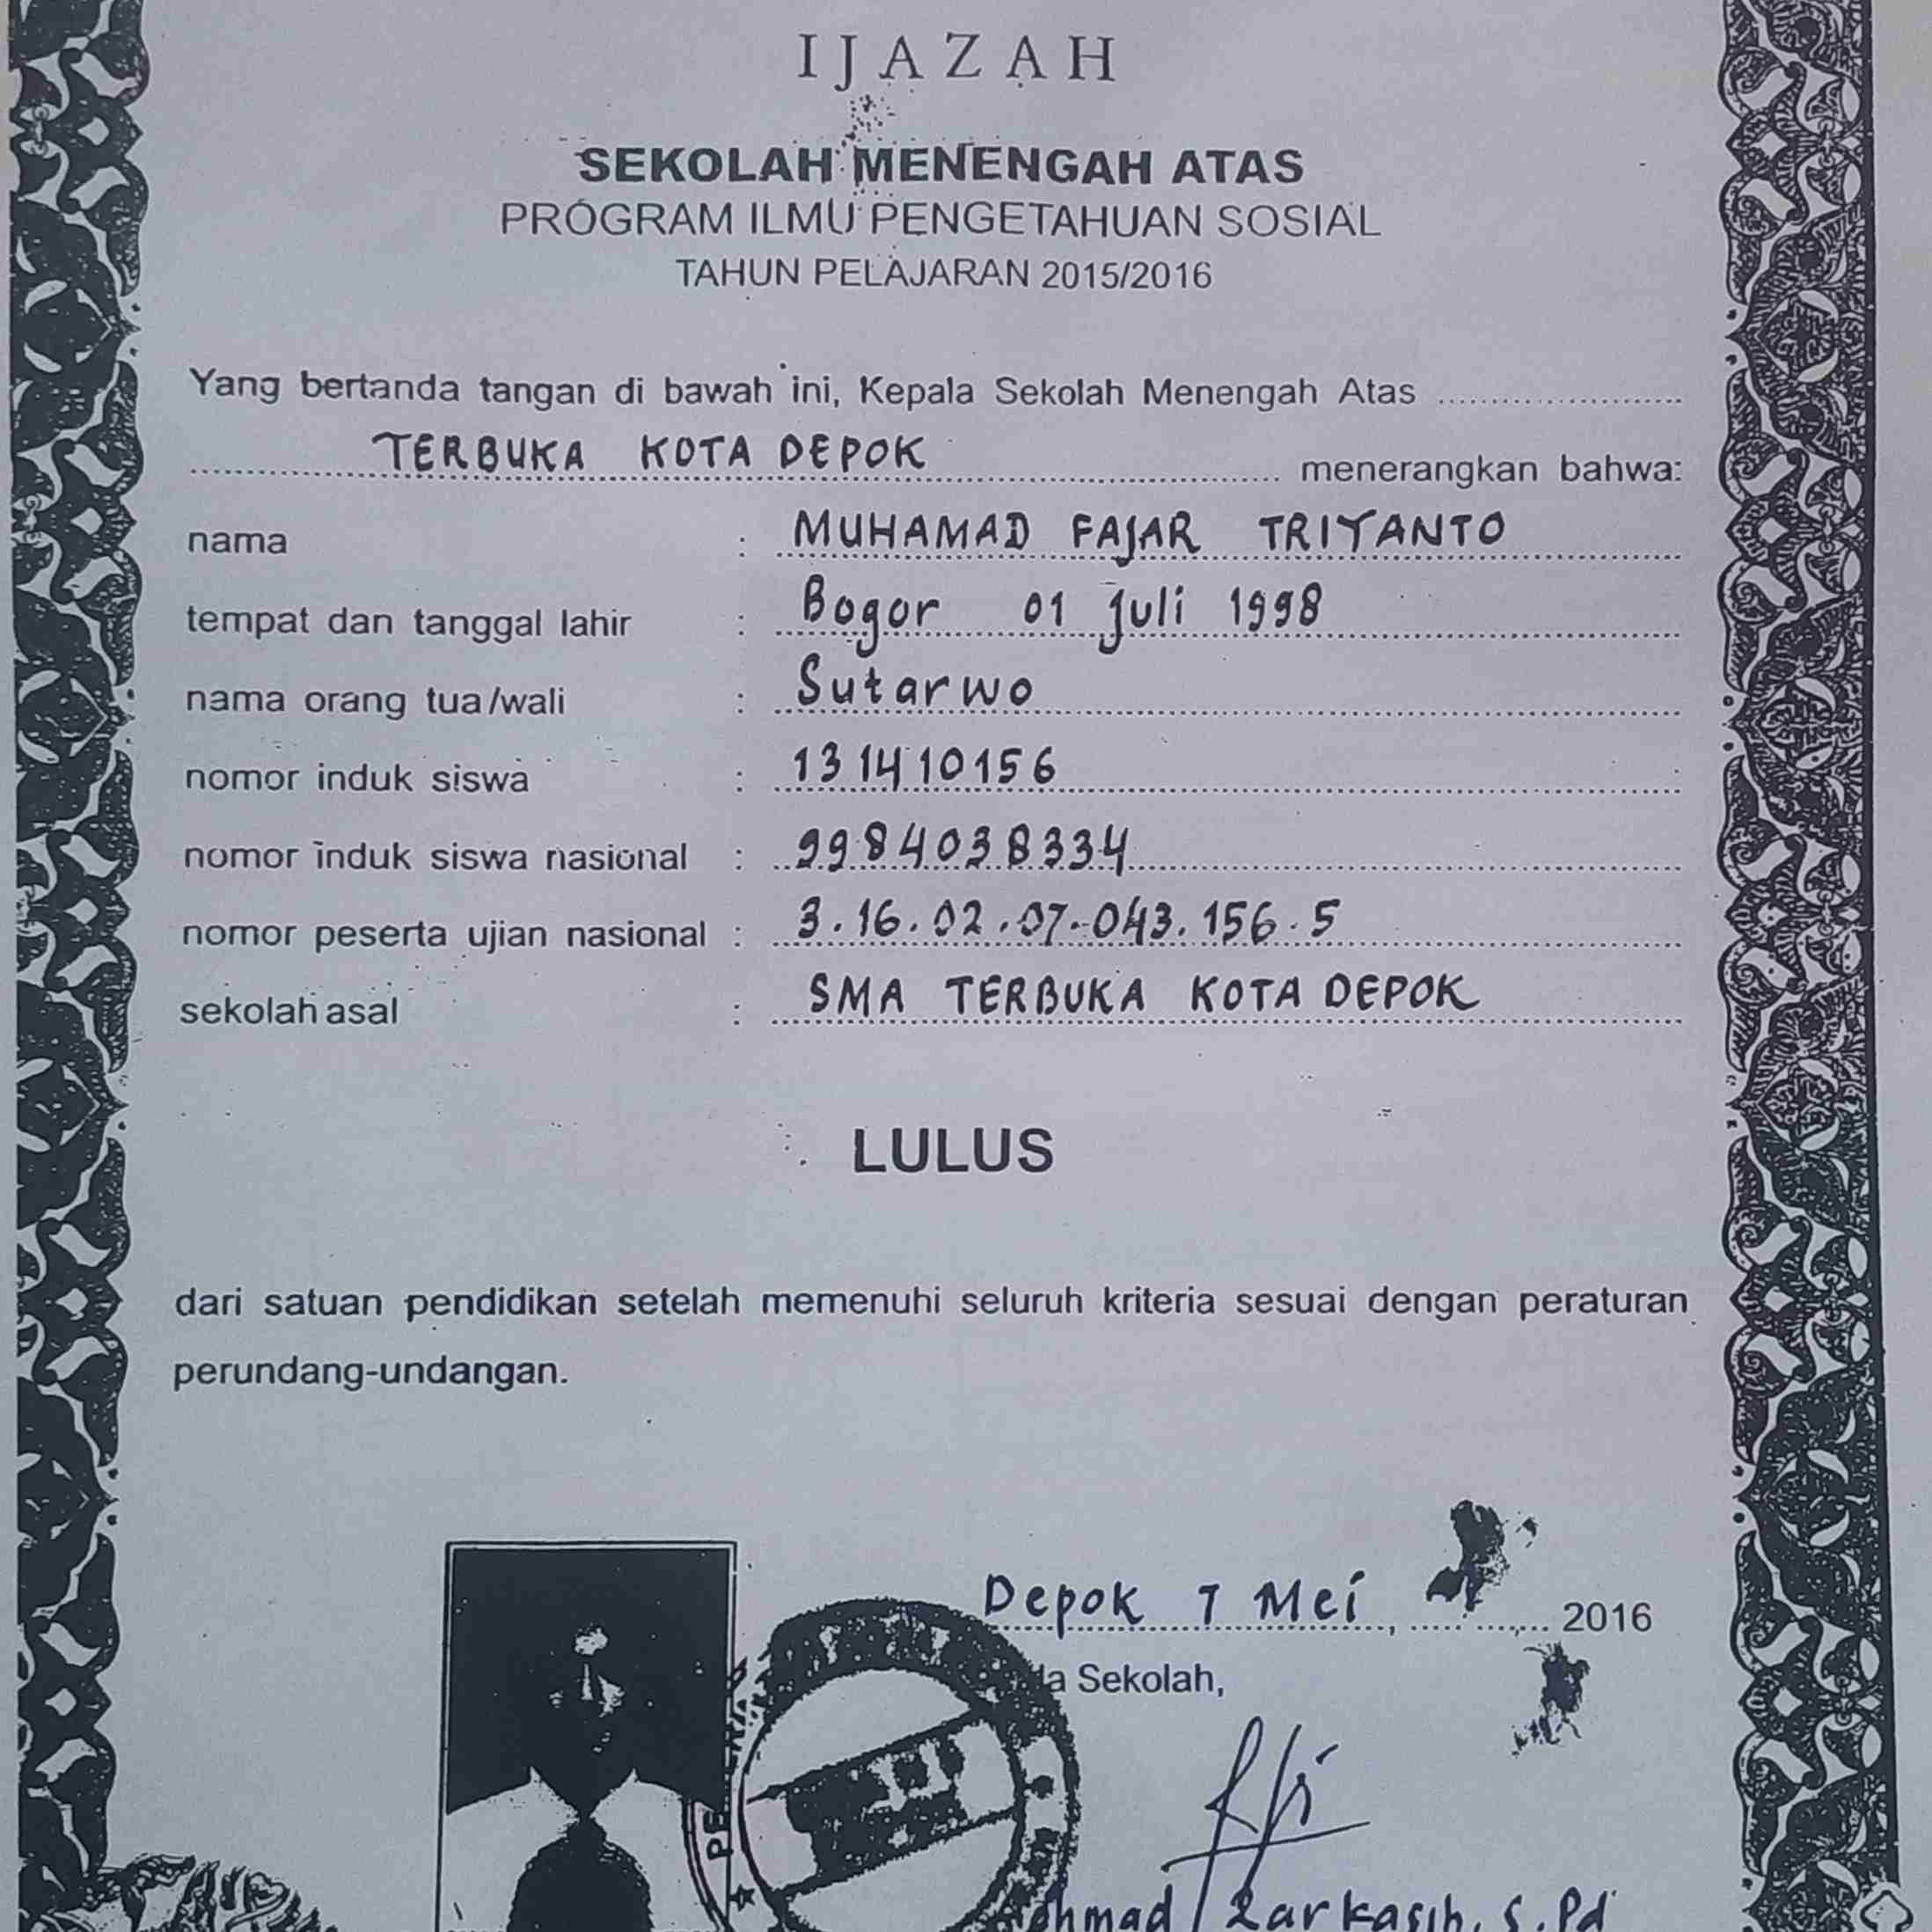 IJAZAH
SEKOLAH MENENGAH ATAS
PROGRAM ILMU PENGETAHUAN SOSIAL
TAHUN PELAJARAN 2015/2016
Yang bertanda tangan di bawah ini, Kepala Sekolah Menengah Atas ......................
TERBUKA KOTA DEPOK menerangkan bahwa:
nama : MUHAMAD FAJAR TRIYANTO
tempat dan tanggal lahir : Bogor 01 Juli 1998
nama orang tua/wali : Sutarwo
nomor induk siswa : 131410156
nomor induk siswa nasional : 9984038334
nomor peserta ujian nasional : 3.16.02.07.043.156.5
sekolah asal : SMA TERBUKA KOTA DEPOK
LULUS
dari satuan pendidikan setelah memenuhi seluruh kriteria sesuai dengan peraturan
perundang-undangan.
Depok 7 Mei, 2016
Sekolah,
Zarkasih, S.Pd